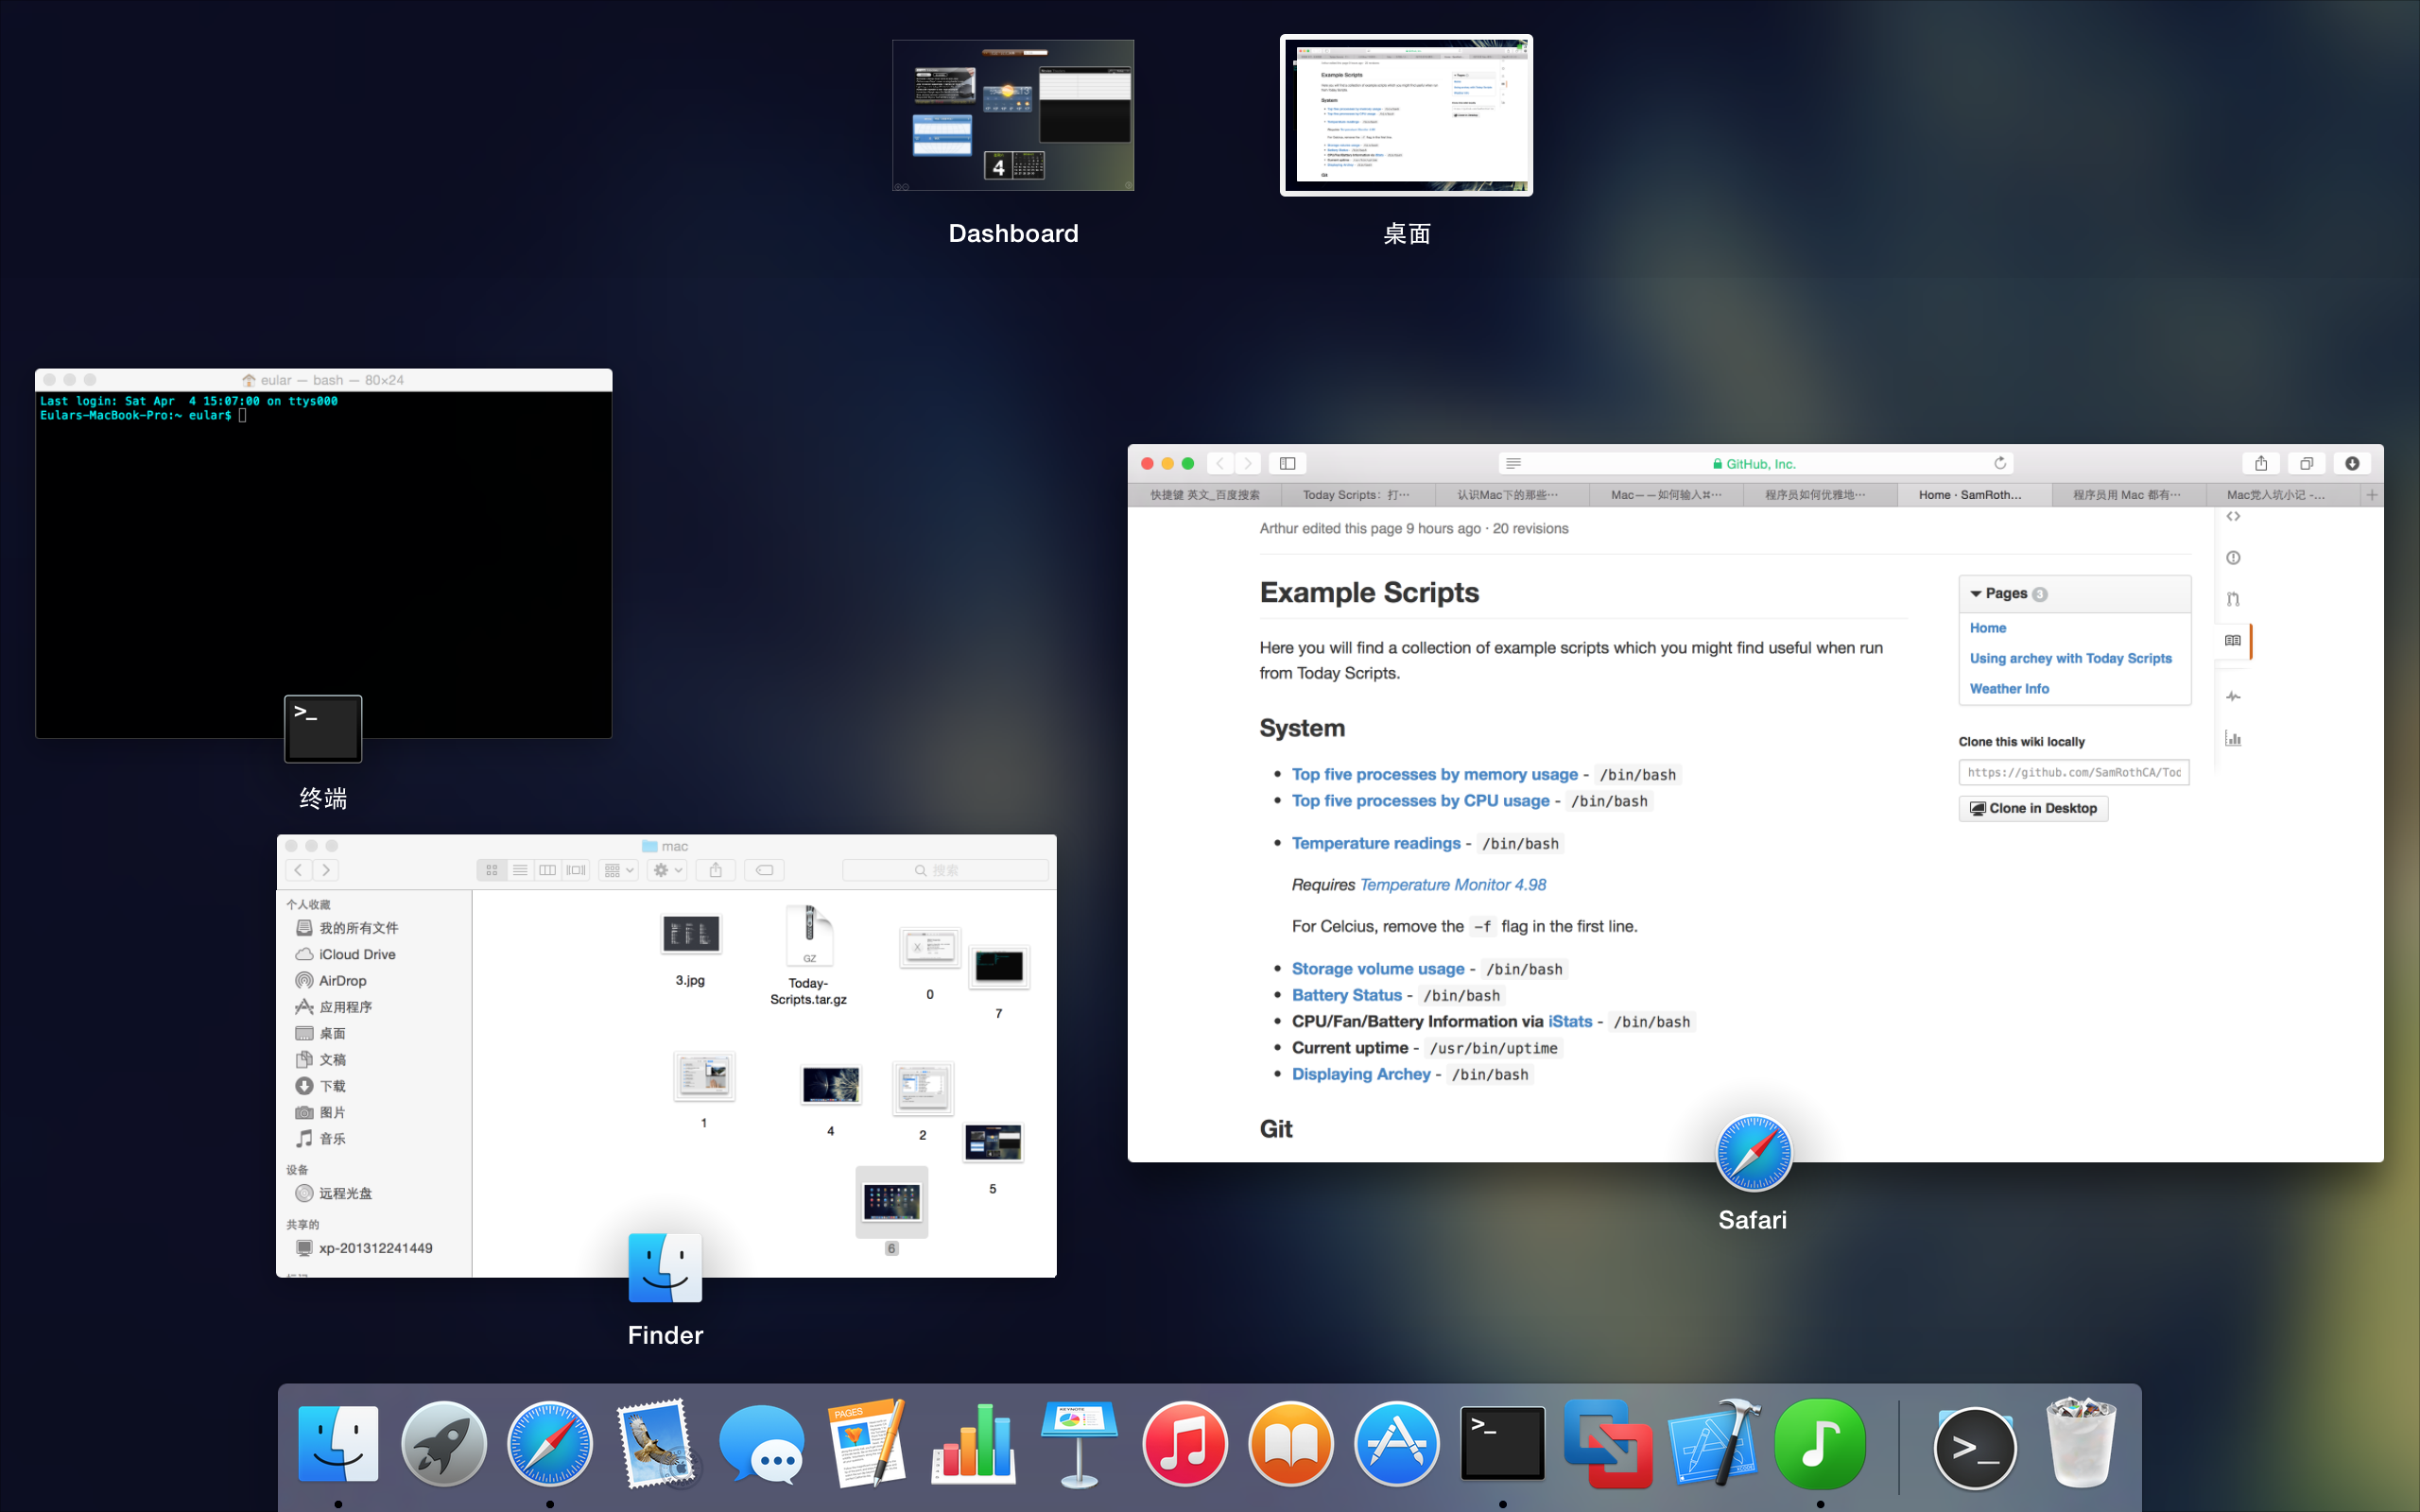 Dashboard
桌面
eular — bash — 80×24
Last login: Sat Apr  4 15:07:00 on ttys000
Eulars-MacBook-Pro:~ eular$
终端
GitHub, Inc.
快捷键 英文_百度搜索
Today Scripts：打…
认识Mac下的那些…
Mac——如何输入⌘…
程序员如何优雅地…
Home · SamRoth…
程序员用 Mac 都有…
Mac党入坑小记 -…
Arthur edited this page 9 hours ago · 20 revisions
Example Scripts
Here you will find a collection of example scripts which you might find useful when run
from Today Scripts.
System
Top five processes by memory usage - /bin/bash
Top five processes by CPU usage - /bin/bash
Temperature readings - /bin/bash
Requires Temperature Monitor 4.98
For Celcius, remove the -f flag in the first line.
Storage volume usage - /bin/bash
Battery Status - /bin/bash
CPU/Fan/Battery Information via iStats - /bin/bash
Current uptime - /usr/bin/uptime
Displaying Archey - /bin/bash
Git
Pages 3
Home
Using archey with Today Scripts
Weather Info
Clone this wiki locally
https://github.com/SamRothCA/Tod
Clone in Desktop
Safari
mac
搜索
个人收藏
我的所有文件
iCloud Drive
AirDrop
应用程序
桌面
文稿
下载
图片
音乐
设备
远程光盘
共享的
xp-201312241449
3.jpg
GZ
Today-
Scripts.tar.gz
0
7
1
4
2
5
6
Finder
PAGES
KEYNOTE